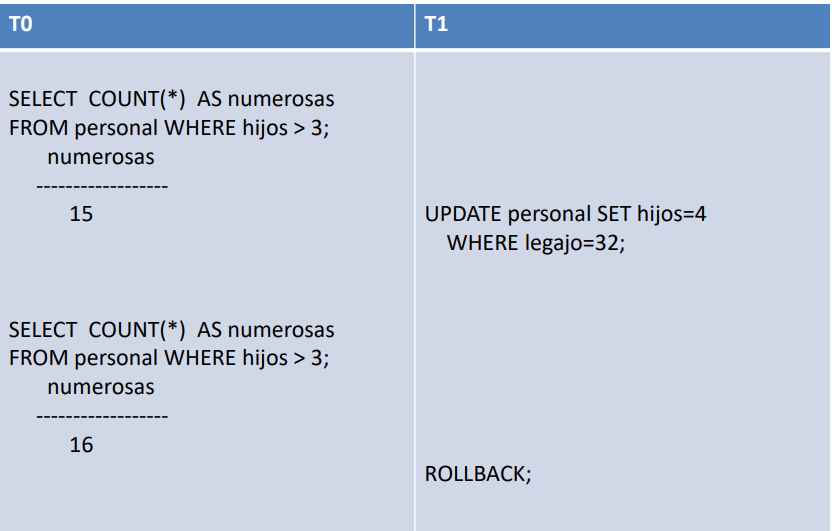 T0
T1
SELECT  COUNT(*)  AS numerosas
FROM personal WHERE hijos > 3;
numerosas
------------------
15
UPDATE personal SET hijos=4
WHERE legajo=32;
SELECT  COUNT(*)  AS numerosas
FROM personal WHERE hijos > 3;
numerosas
------------------
16
ROLLBACK;